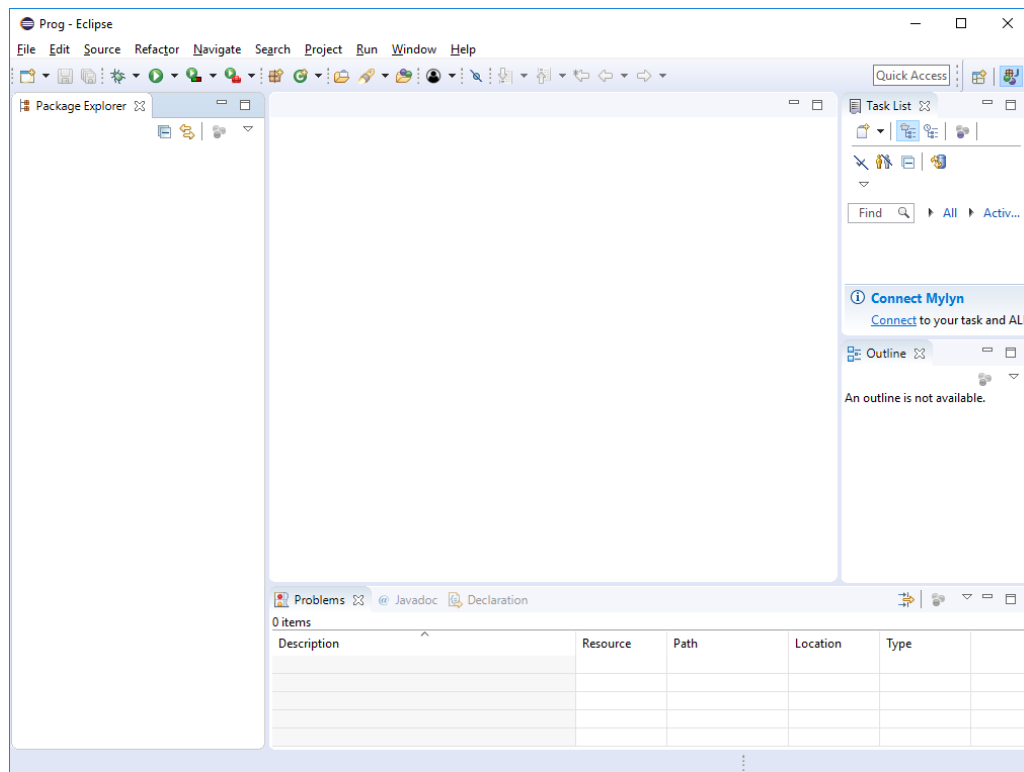 Prog - Eclipse
File Edit Source Refactor Navigate Search Project Run Window Help
Quick Access
Package Explorer
Task List
Find All Activ...
Connect Mylyn
Connect to your task and AL
Outline
An outline is not available.
Problems @ Javadoc Declaration
0 items
Description Resource Path Location Type